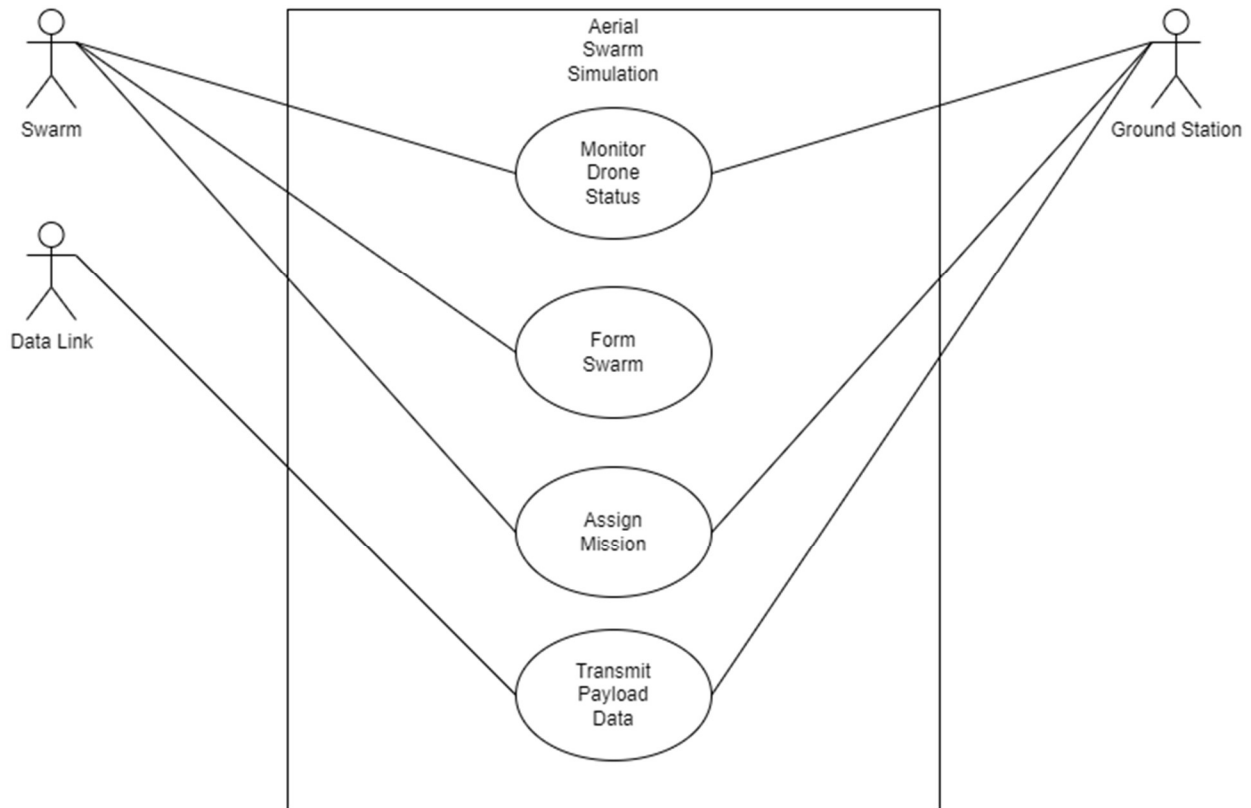 Aerial
Swarm
Simulation
Swarm
Ground Station
Monitor
Drone
Status
Data Link
Form
Swarm
Assign
Mission
Transmit
Payload
Data